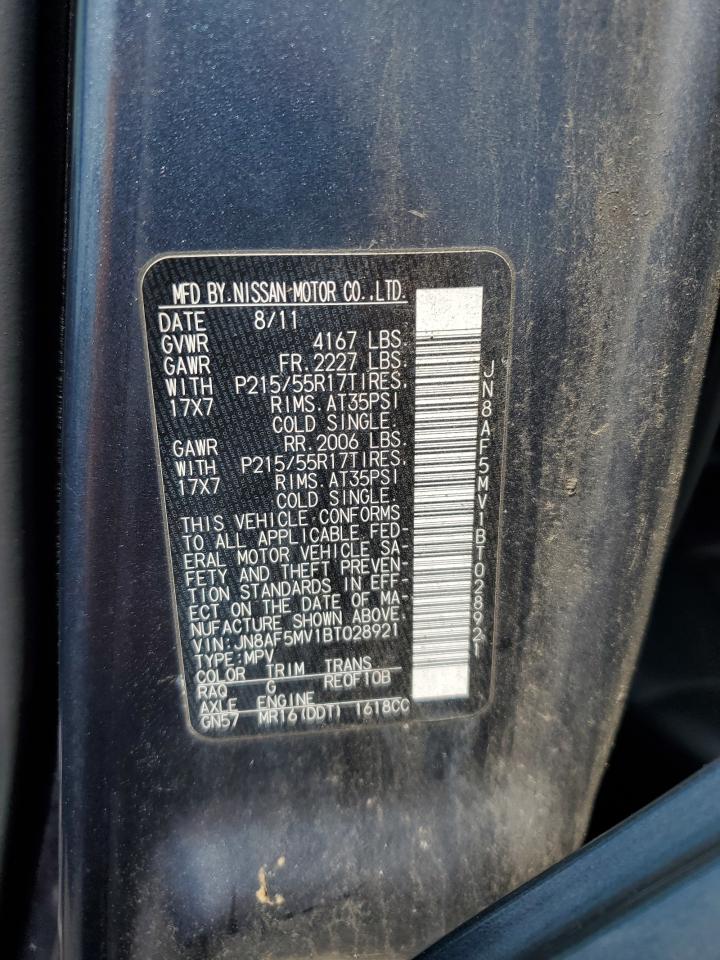 MFD BY.NISSAN MOTOR CO.,LTD.
DATE 8/11
GVWR 4167 LBS.
GAWR FR.2227 LBS.
WITH P215/55R17TIRES.
17X7 RIMS.AT35PSI
COLD SINGLE.
GAWR RR.2006 LBS.
WITH P215/55R17TIRES.
17X7 RIMS.AT35PSI
COLD SINGLE.
THIS VEHICLE CONFORMS
TO ALL APPLICABLE FED-
ERAL MOTOR VEHICLE SA-
FETY AND THEFT PREVEN-
TION STANDARDS IN EFF-
ECT ON THE DATE OF MA-
NUFACTURE SHOWN ABOVE.
VIN:JN8AF5MV1BT028921
TYPE:MPV
COLOR TRIM TRANS
RAQ G RE0F10B
AXLE ENGINE
GN57 MR16(DDT) 1618CC
JN8AF5MV1BT028921